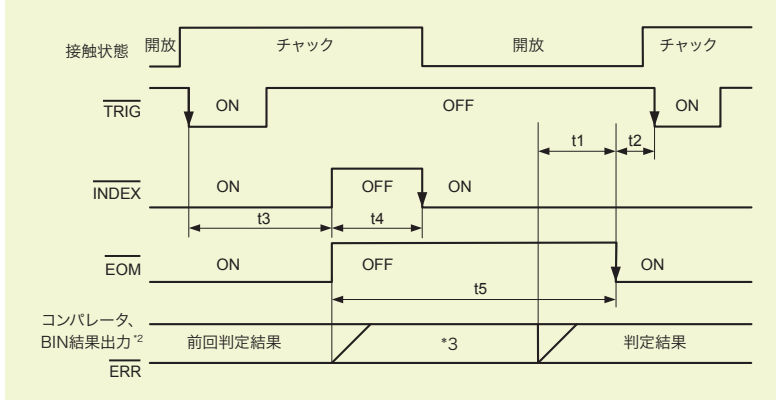 接触状態 開放 チャック 開放 チャック
TRIG ON OFF ON
t1 t2
INDEX ON OFF ON
t3 t4
EOM ON OFF ON
t5
コンパレータ、
BIN結果出力*2 前回判定結果 *3 判定結果
ERR